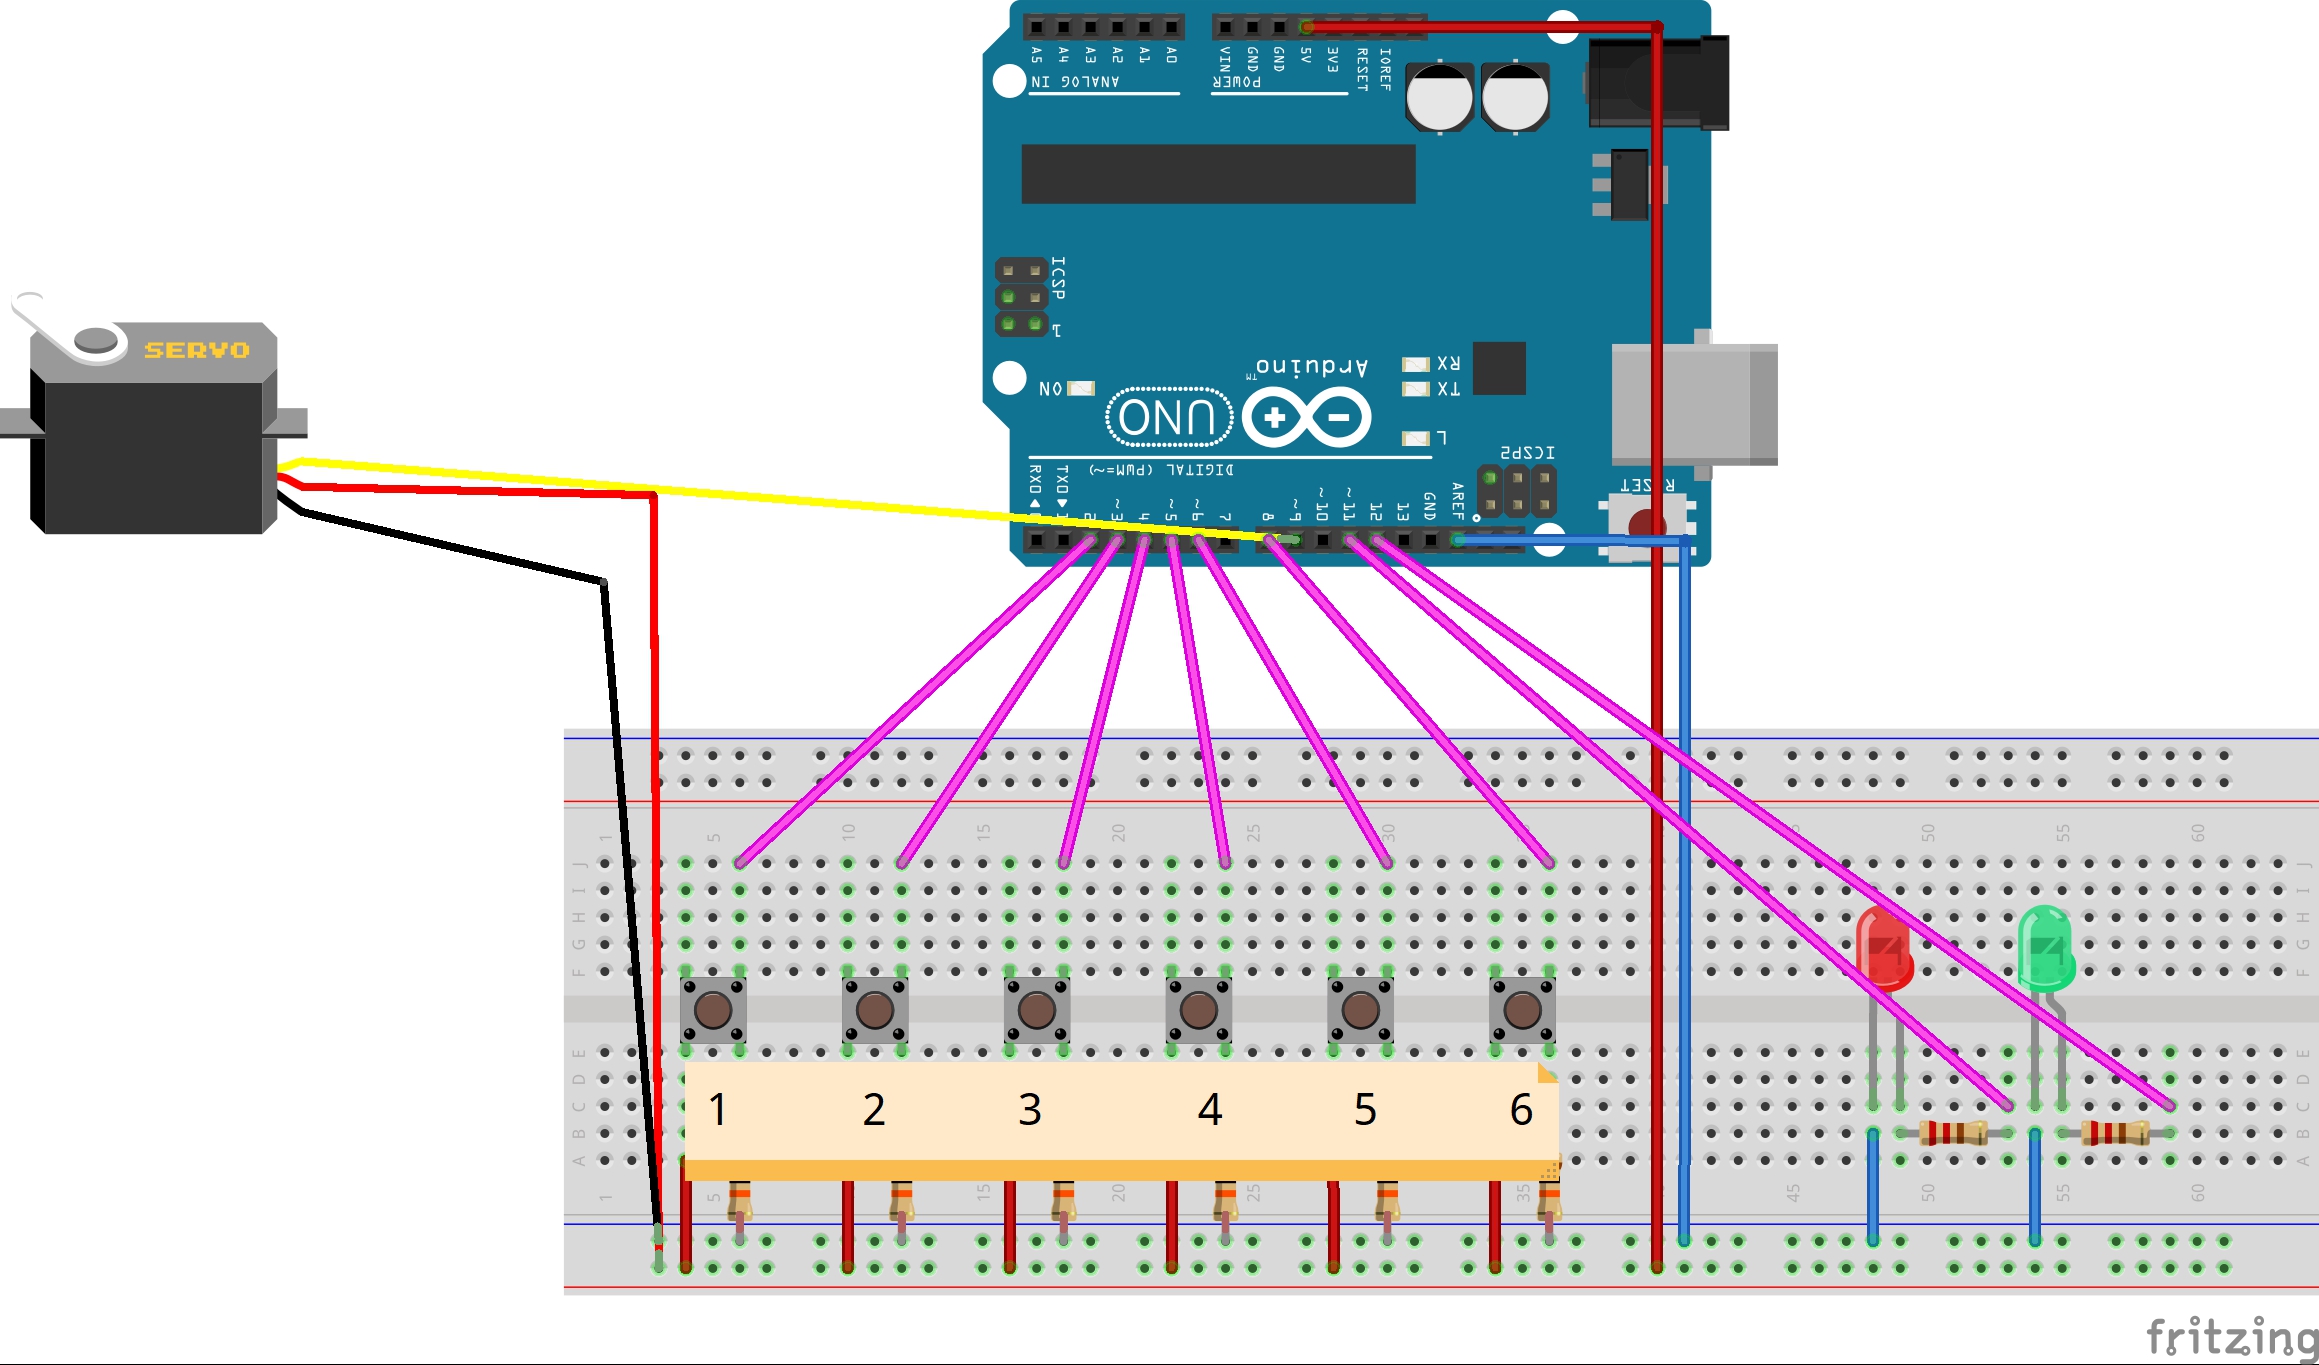 A5 A4 A3 A2 A1 A0
VIN GND GND 5V 3V3 RESET IOREF
ANALOG IN
POWER
ICSP
1
SERVO
Arduino
TM
RX
TX
ON
UNO
L
ICSP2
RX0 TX0
DIGITAL (PWM=~)
RESET
2 ~3 4 ~5 ~6 7 8 ~9 ~10 ~11 12 13 GND AREF
1 5 10 15 20 25 30 50 55 60
J J
I I
H H
G G
F F
E E
D D
C C
1 2 3 4 5 6
B B
A A
1 5 15 20 25 35 45 50 55 60
fritzing